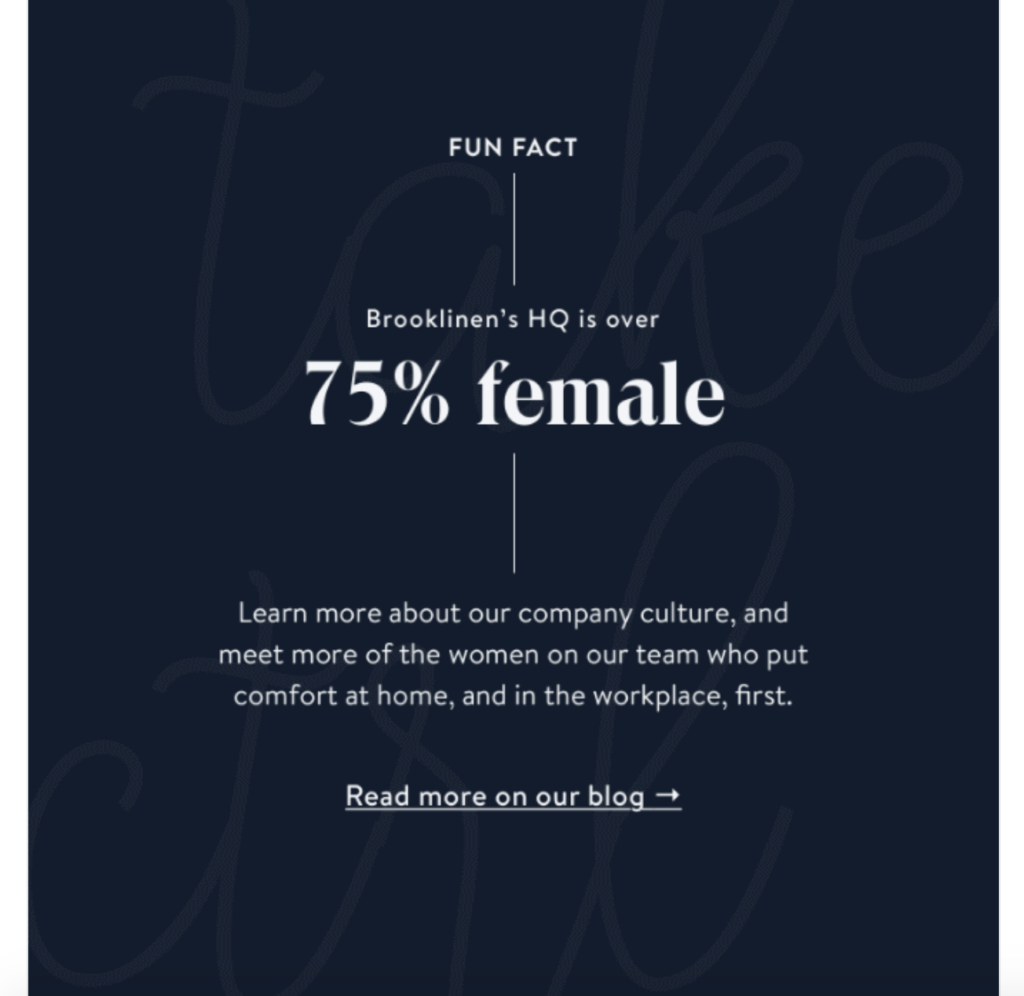 FUN FACT
Brooklinen’s HQ is over
75% female
Learn more about our company culture, and
meet more of the women on our team who put
comfort at home, and in the workplace, first.
Read more on our blog →
take